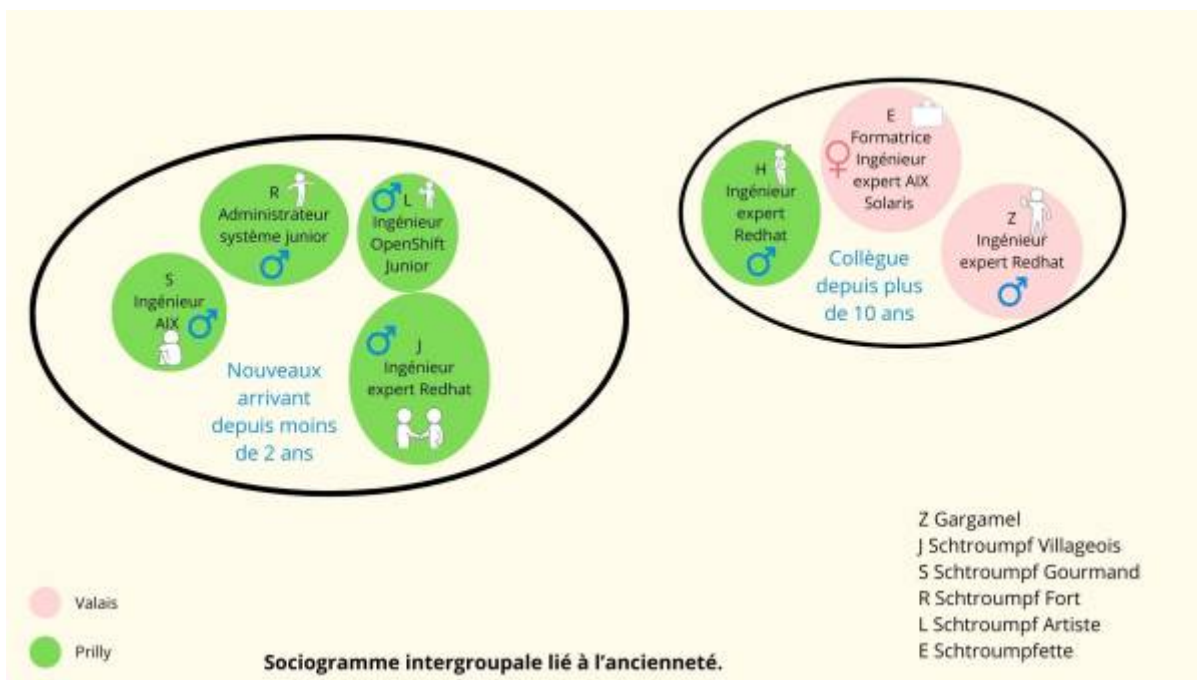 R
Administrateur
système junior
L
Ingénieur
OpenShift
Junior
S
Ingénieur
AIX
J
Ingénieur
expert Redhat
Nouveaux
arrivant
depuis moins
de 2 ans
E
Formatrice
Ingénieur
expert AIX
Solaris
H
Ingénieur
expert
Redhat
Z
Ingénieur
expert Redhat
Collègue
depuis plus
de 10 ans
Z Gargamel
J Schtroumpf Villageois
S Schtroumpf Gourmand
R Schtroumpf Fort
L Schtroumpf Artiste
E Schtroumpfette
Valais
Prilly
Sociogramme intergroupale lié à l'ancienneté.